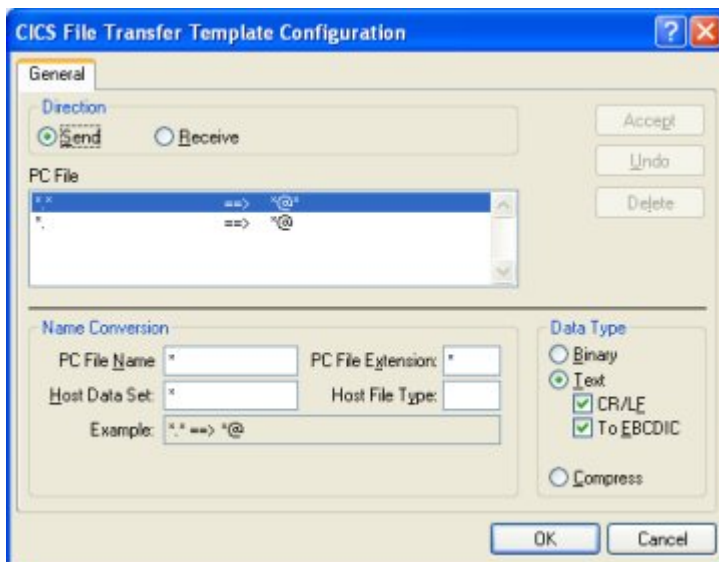 CICS File Transfer Template Configuration
General
Direction
Send Receive
Accept
Undo
Delete
PC File
*.* ==> *@*
*. ==> *@
Name Conversion
PC File Name * PC File Extension: *
Host Data Set: * Host File Type:
Example: *.* ==> *@
Data Type
Binary
Text
CR/LF
To EBCDIC
Compress
OK Cancel